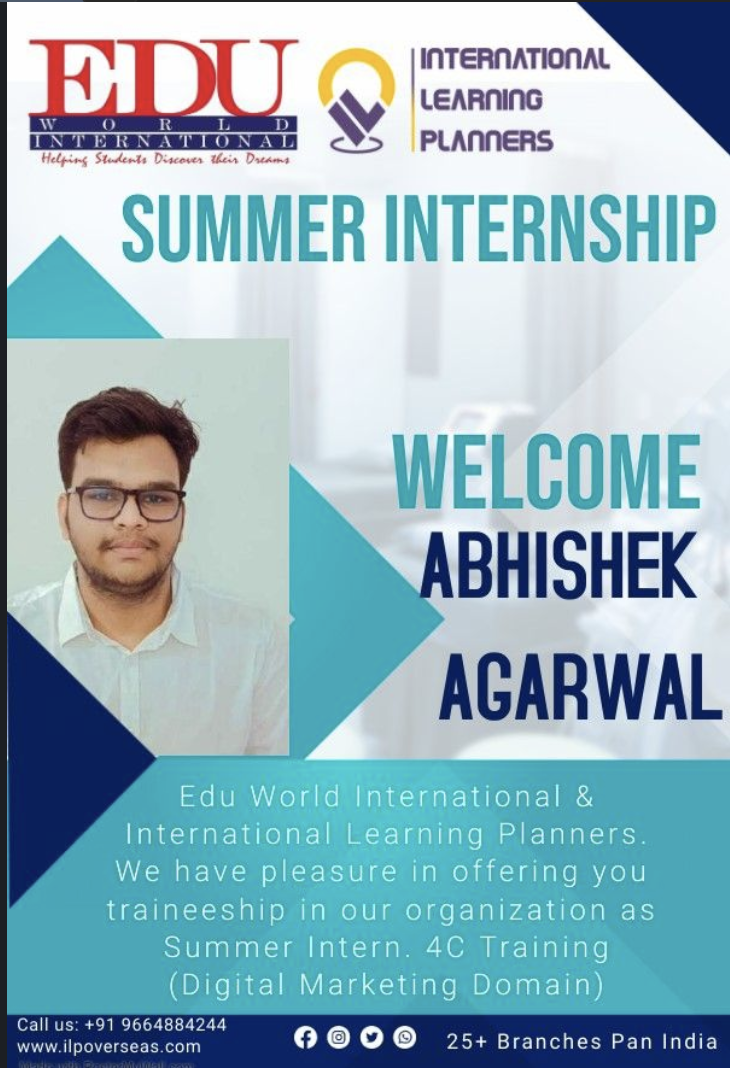 EDU
WORLD
INTERNATIONAL
Helping Students Discover their Dreams
INTERNATIONAL
LEARNING
PLANNERS
SUMMER INTERNSHIP
WELCOME
ABHISHEK
AGARWAL
Edu World International &
International Learning Planners.
We have pleasure in offering you
traineeship in our organization as
Summer Intern. 4C Training
(Digital Marketing Domain)
Call us: +91 9664884244
www.ilpoverseas.com
25+ Branches Pan India